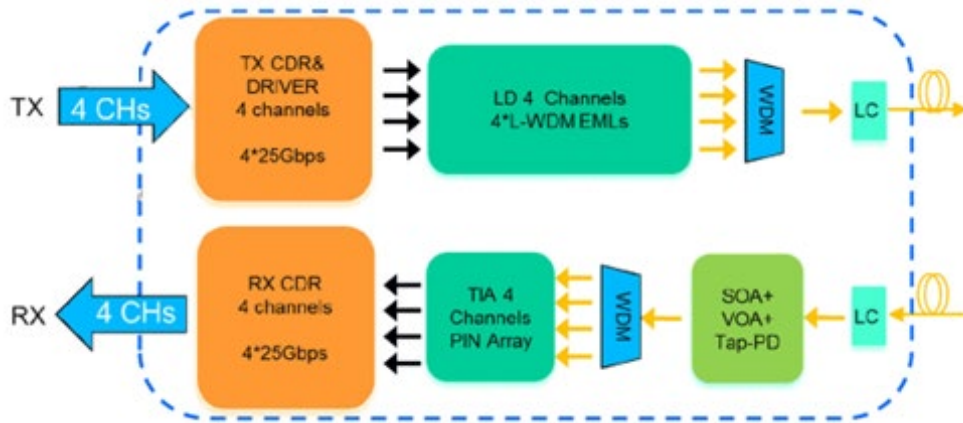 TX
4 CHs
TX CDR&
DRIVER
4 channels
4*25Gbps
LD 4 Channels
4*L-WDM EMLs
WDM
LC
RX
4 CHs
RX CDR
4 channels
4*25Gbps
TIA 4
Channels
PIN Array
WDM
SOA+
VOA+
Tap-PD
LC